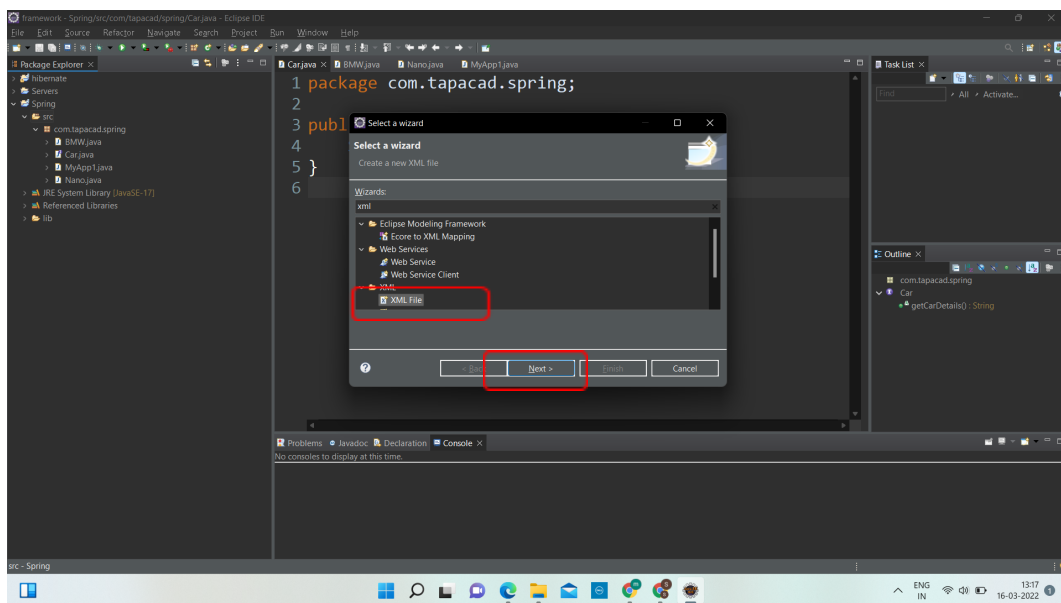 framework - Spring/src/com/tapacad/spring/Car.java - Eclipse IDE
File Edit Source Refactor Navigate Search Project Run Window Help
Package Explorer ×
hibernate
Servers
Spring
src
com.tapacad.spring
BMW.java
Car.java
MyApp1.java
Nano.java
JRE System Library [JavaSE-17]
Referenced Libraries
lib
Car.java × BMW.java Nano.java MyApp1.java
1 package com.tapacad.spring;
2
3 publ
4
5 }
6
Select a wizard
Select a wizard
Create a new XML file
Wizards:
xml
Eclipse Modeling Framework
Ecore to XML Mapping
Web Services
Web Service
Web Service Client
XML
XML File
< Bac Next > Finish Cancel
Task List ×
Find All Activate...
Outline ×
com.tapacad.spring
Car
getCarDetails() : String
Problems Javadoc Declaration Console ×
No consoles to display at this time.
src - Spring
ENG
IN
13:17
16-03-2022